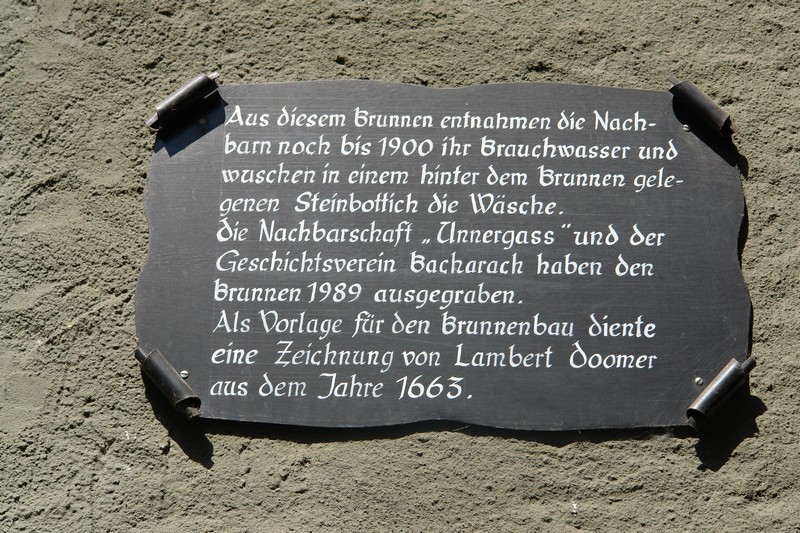 Aus diesem Brunnen entnahmen die Nach-
barn noch bis 1900 ihr Brauchwasser und
wuschen in einem hinter dem Brunnen gele-
genen Steinbottich die Wäsche.
die Nachbarschaft „Unnergass" und der
Geschichtsverein Bacharach haben den
Brunnen 1989 ausgegraben.
Als Vorlage für den Brunnenbau diente
eine Zeichnung von Lambert Doomer
aus dem Jahre 1663.